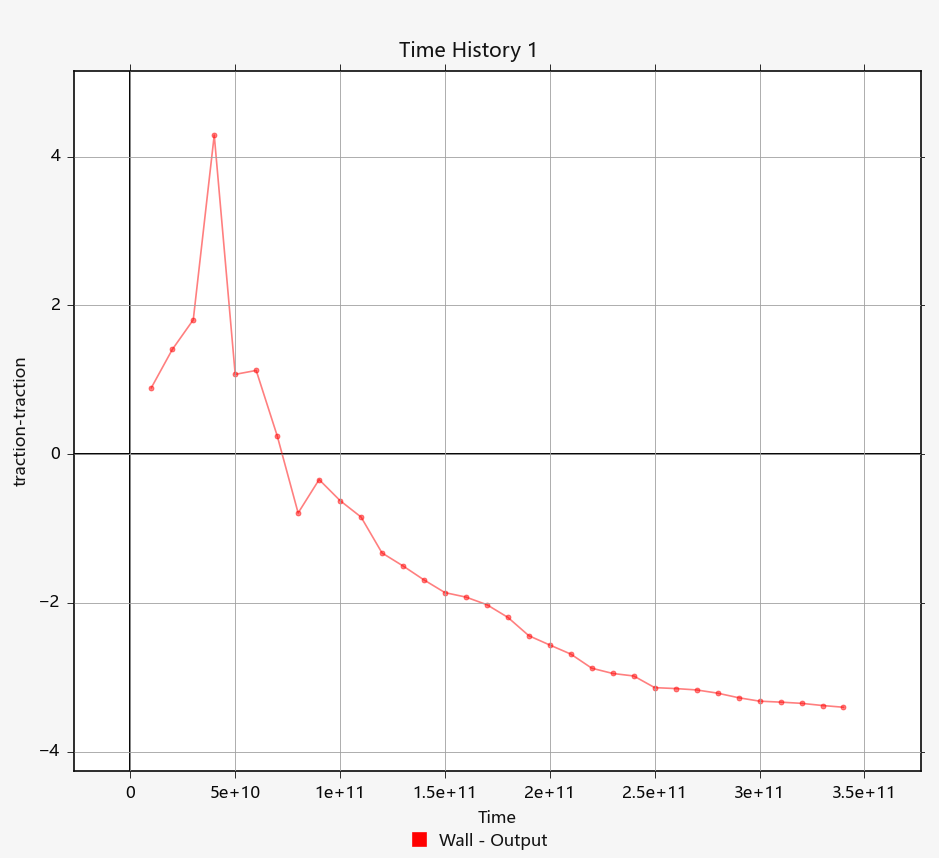 Time History 1
traction-traction
4
2
0
−2
−4
0 5e+10 1e+11 1.5e+11 2e+11 2.5e+11 3e+11 3.5e+11
Time
Wall - Output